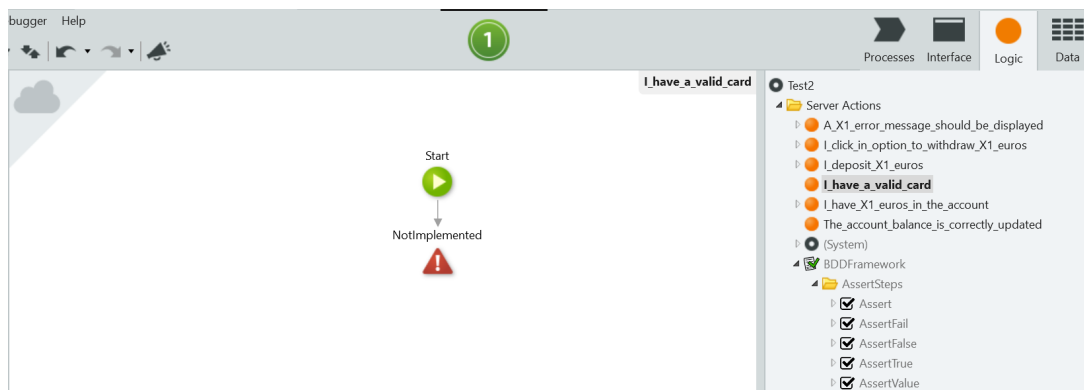 bugger Help
1
Processes Interface Logic Data
I_have_a_valid_card
Test2
Server Actions
A_X1_error_message_should_be_displayed
I_click_in_option_to_withdraw_X1_euros
I_deposit_X1_euros
I_have_a_valid_card
I_have_X1_euros_in_the_account
The_account_balance_is_correctly_updated
(System)
BDDFramework
AssertSteps
Assert
AssertFail
AssertFalse
AssertTrue
AssertValue
Start
NotImplemented